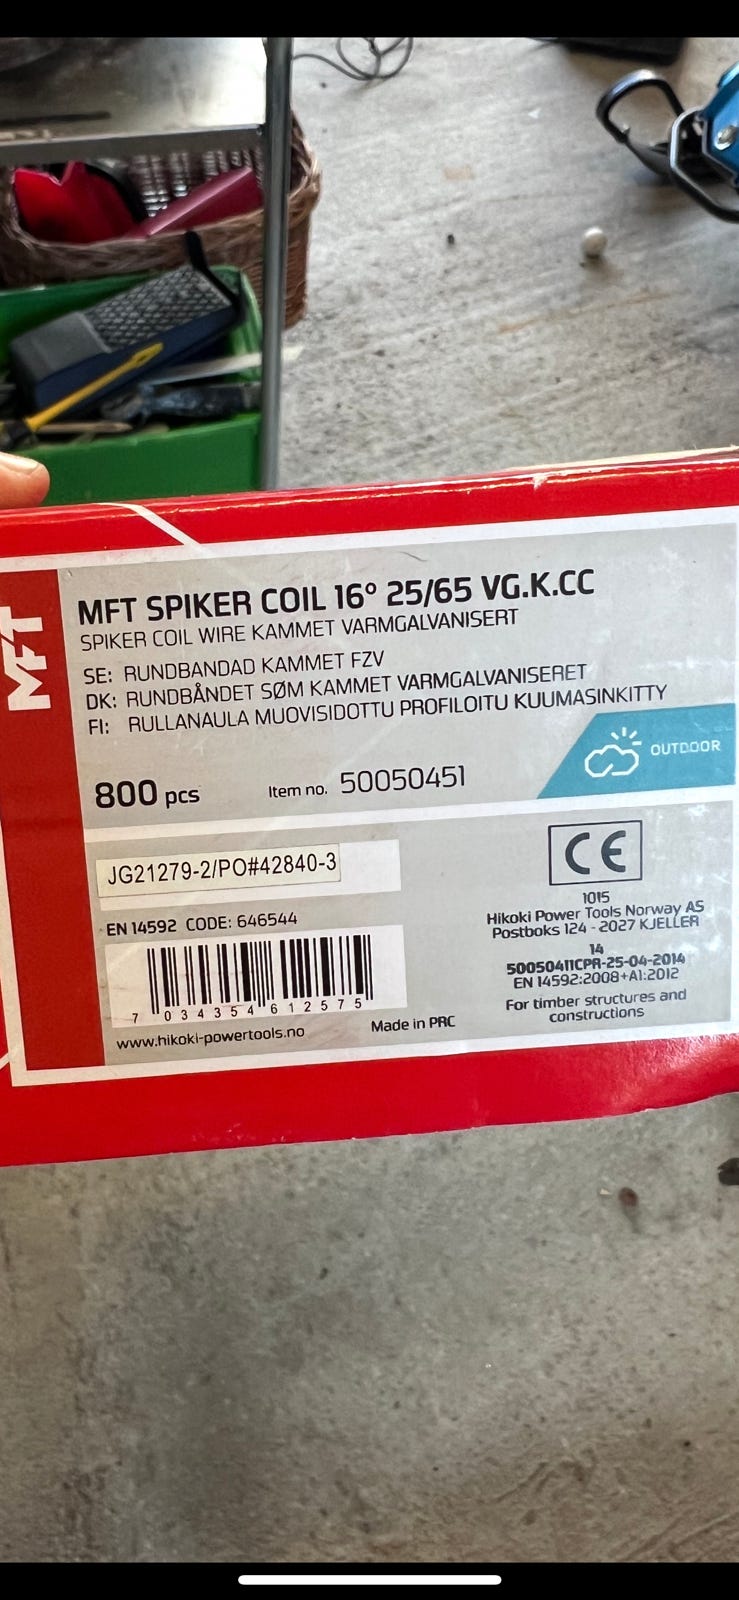 MFT
MFT SPIKER COIL 16° 25/65 VG.K.CC
SPIKER COIL WIRE KAMMET VARMGALVANISERT
SE: RUNDBANDAD KAMMET FZV
DK: RUNDBÅNDET SØM KAMMET VARMGALVANISERET
FI: RULLANAULA MUOVISIDOTTU PROFILOITU KUUMASINKITTY
OUTDOOR
800 pcs
Item no. 50050451
JG21279-2/PO#42840-3
EN 14592 CODE: 646544
7 034354 612575
www.hikoki-powertools.no
Made in PRC
CE
1015
Hikoki Power Tools Norway AS
Postboks 124 - 2027 KJELLER
14
50050411CPR-25-04-2014
EN 14592:2008+A1:2012
For timber structures and
constructions